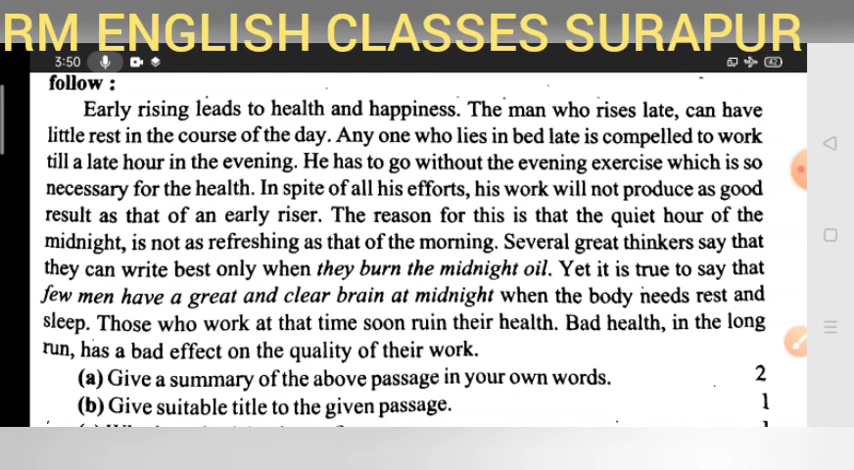 RM ENGLISH CLASSES SURAPUR
3:50
42
follow :
Early rising leads to health and happiness. The man who rises late, can have
little rest in the course of the day. Any one who lies in bed late is compelled to work
till a late hour in the evening. He has to go without the evening exercise which is so
necessary for the health. In spite of all his efforts, his work will not produce as good
result as that of an early riser. The reason for this is that the quiet hour of the
midnight, is not as refreshing as that of the morning. Several great thinkers say that
they can write best only when they burn the midnight oil. Yet it is true to say that
few men have a great and clear brain at midnight when the body needs rest and
sleep. Those who work at that time soon ruin their health. Bad health, in the long
run, has a bad effect on the quality of their work.
(a) Give a summary of the above passage in your own words. 2
(b) Give suitable title to the given passage. 1